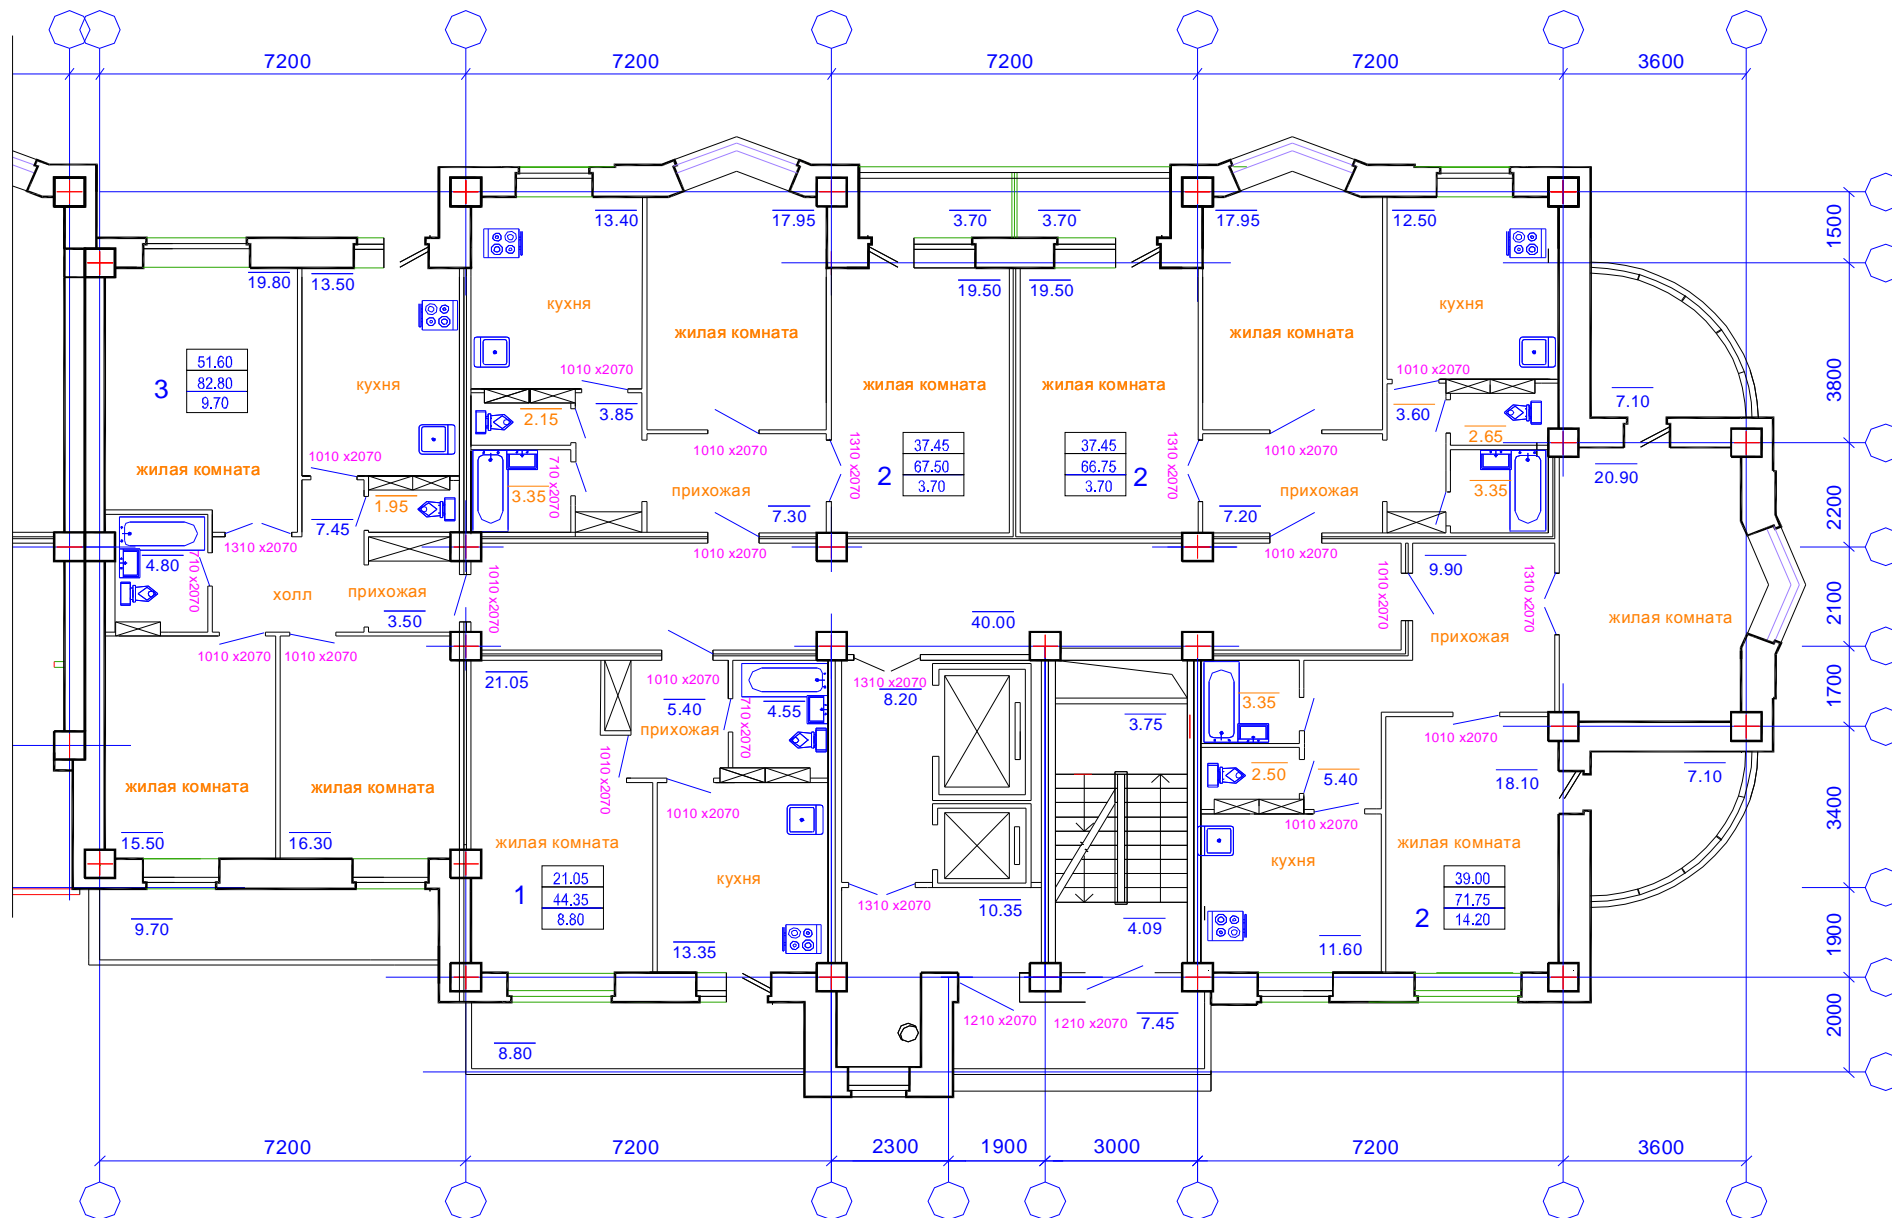 7200 7200 7200 7200 3600
13.40 17.95 3.70 3.70 17.95 12.50
1500
19.80 13.50 19.50 19.50
кухня кухня
жилая комната жилая комната
51.60
82.80
9.70
3
кухня
1010 x2070 1010 x2070
жилая комната жилая комната
3800
7.10
2.15 3.85 3.60 2.65
1010 x2070 1010 x2070
1310 x2070 1310 x2070
37.45
67.50
3.70
2
37.45
66.75
3.70
2
жилая комната
1010 x2070
710 x2070
3.35 прихожая прихожая 3.35
20.90
1.95
7.45 7.30 7.20
2200
1310 x2070 1010 x2070 1010 x2070
4.80 710 x2070
9.90
1010 x2070 1010 x2070 1310 x2070
холл прихожая
2100
3.50 40.00 прихожая жилая комната
1010 x2070 1010 x2070
21.05 1010 x2070 1310 x2070
5.40 4.55 8.20 3.35
1700
710 x2070
прихожая 3.75
1010 x2070
1010 x2070
2.50 5.40 18.10 7.10
жилая комната жилая комната
1010 x2070 1010 x2070
3400
15.50 16.30 жилая комната кухня жилая комната
кухня
21.05
44.35
8.80
1
39.00
71.75
14.20
2
1310 x2070 10.35
9.70 13.35 4.09 11.60
1900
1210 x2070 1210 x2070 7.45
2000
8.80
7200 7200 2300 1900 3000 7200 3600